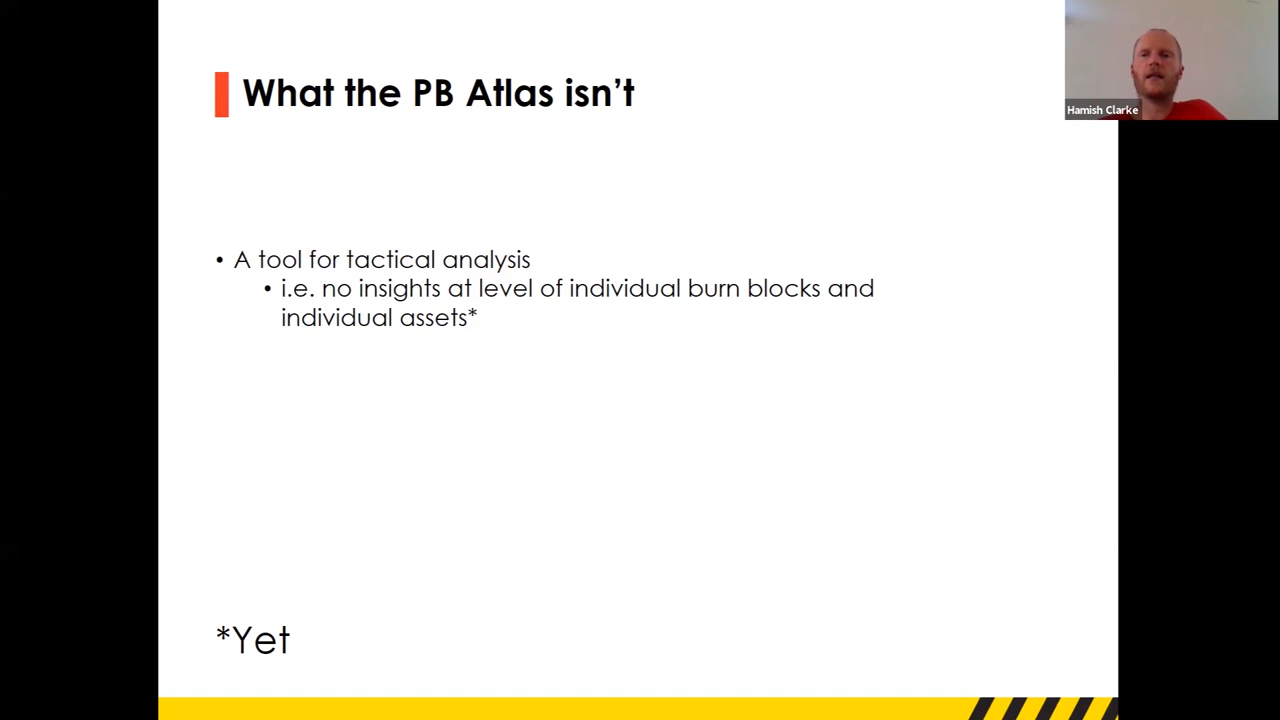 What the PB Atlas isn't
Hamish Clarke
• A tool for tactical analysis
• i.e. no insights at level of individual burn blocks and
individual assets*
*Yet